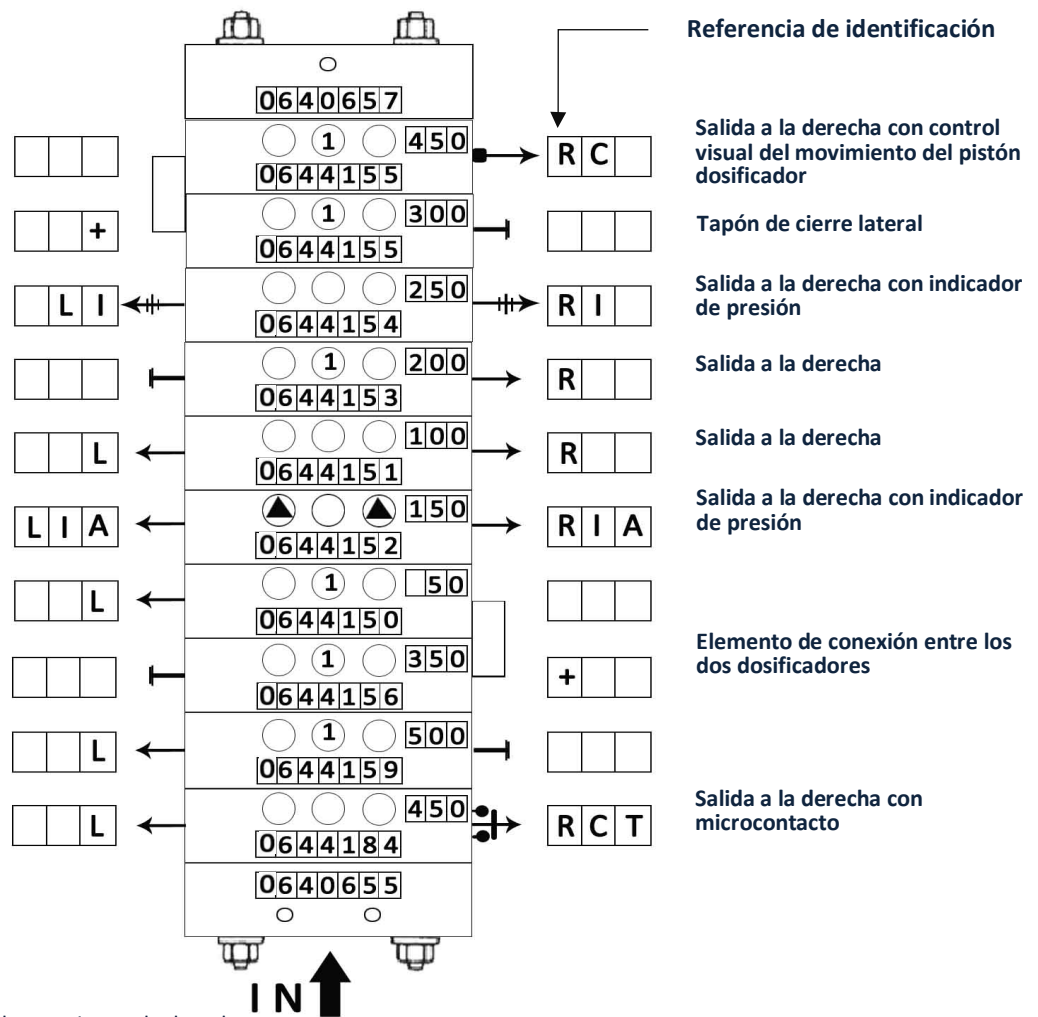 Referencia de identificación
0640657
1 450
R C
Salida a la derecha con control
visual del movimiento del pistón
dosificador
0644155
+
1 300
Tapón de cierre lateral
0644155
L I
250
R I
Salida a la derecha con indicador
de presión
0644154
1 200
R
Salida a la derecha
0644153
L
100
R
Salida a la derecha
0644151
L I A
150
R I A
Salida a la derecha con indicador
de presión
0644152
L
1 50
0644150
1 350
+
Elemento de conexión entre los
dos dosificadores
0644156
L
1 500
0644159
L
450
R C T
Salida a la derecha con
microcontacto
0644184
0640655
IN